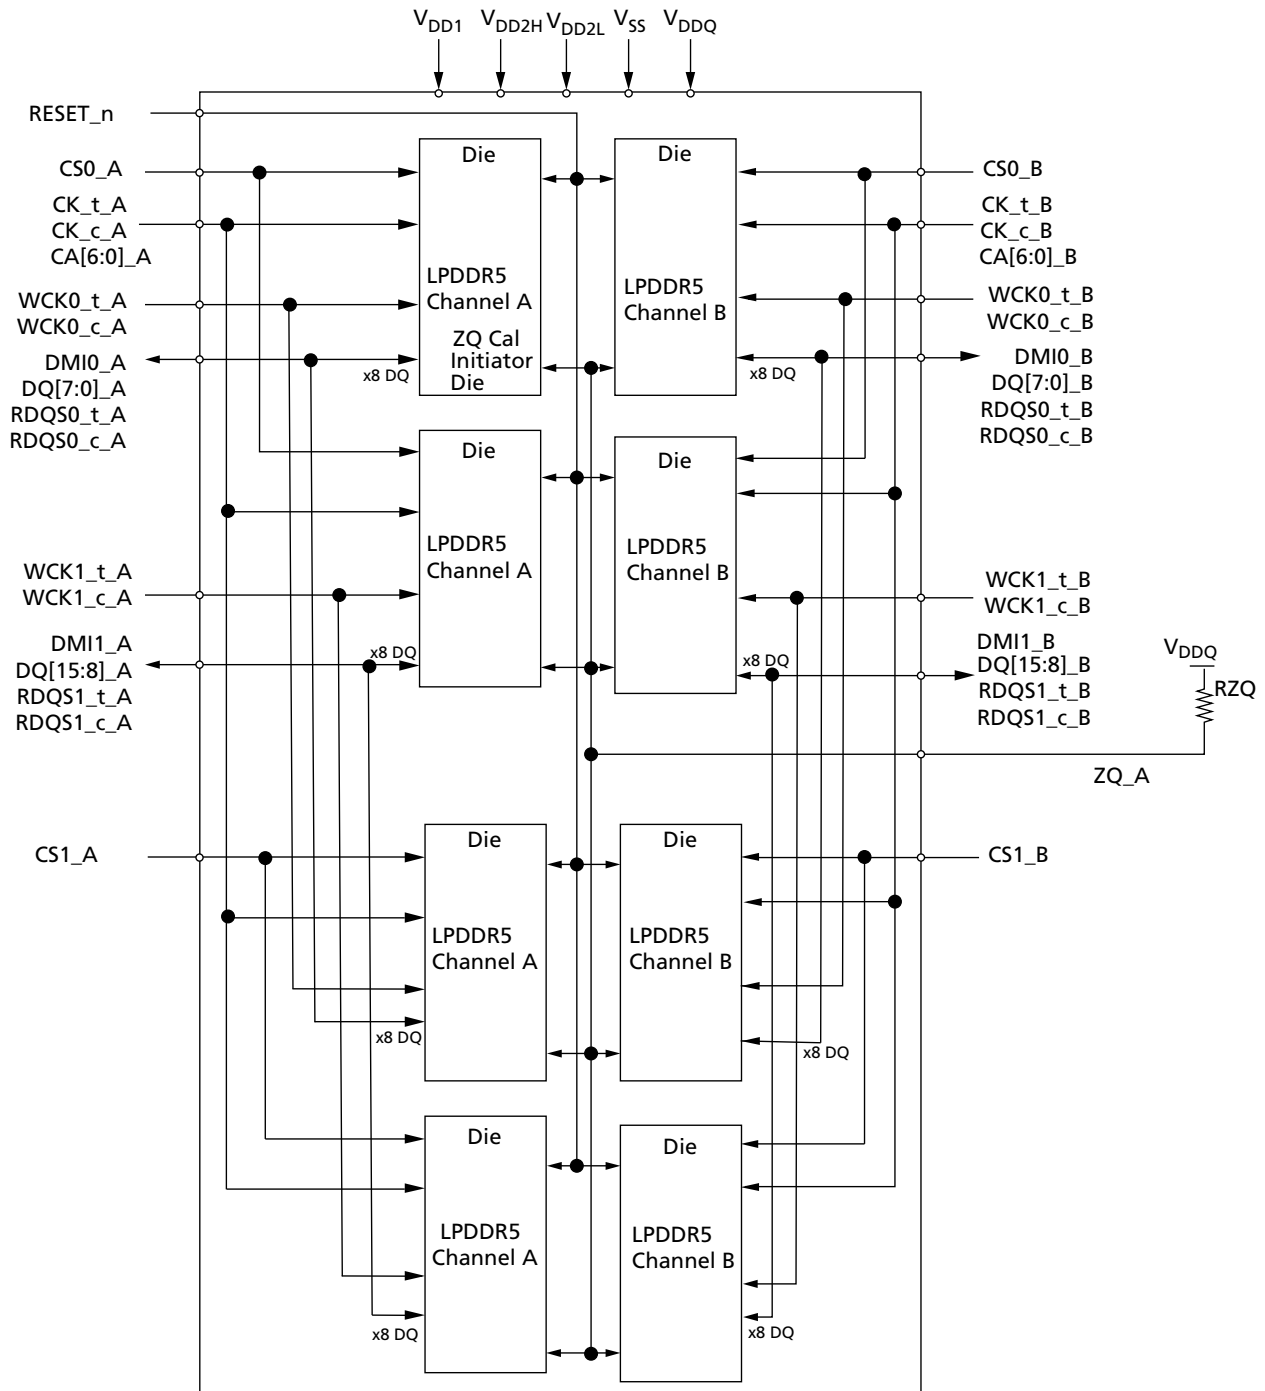 VDD1 VDD2H VDD2L VSS VDDQ
RESET_n
Die
Die
CS0_A
CS0_B
CK_t_A
CK_c_A
CA[6:0]_A
CK_t_B
CK_c_B
CA[6:0]_B
LPDDR5
Channel A
LPDDR5
Channel B
WCK0_t_A
WCK0_c_A
WCK0_t_B
WCK0_c_B
ZQ Cal
Initiator
Die
DMI0_A
DQ[7:0]_A
RDQS0_t_A
RDQS0_c_A
x8 DQ
x8 DQ
DMI0_B
DQ[7:0]_B
RDQS0_t_B
RDQS0_c_B
Die
Die
LPDDR5
Channel A
LPDDR5
Channel B
WCK1_t_A
WCK1_c_A
WCK1_t_B
WCK1_c_B
DMI1_A
DQ[15:8]_A
RDQS1_t_A
RDQS1_c_A
x8 DQ
x8 DQ
DMI1_B
DQ[15:8]_B
RDQS1_t_B
RDQS1_c_B
VDDQ
RZQ
ZQ_A
Die
Die
CS1_A
CS1_B
LPDDR5
Channel A
LPDDR5
Channel B
x8 DQ
x8 DQ
Die
Die
LPDDR5
Channel A
LPDDR5
Channel B
x8 DQ
x8 DQ